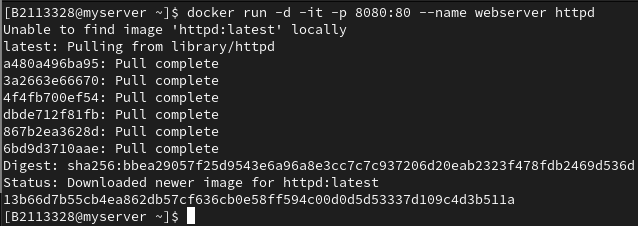 [B2113328@myserver ~]$ docker run -d -it -p 8080:80 --name webserver httpd
Unable to find image 'httpd:latest' locally
latest: Pulling from library/httpd
a480a496ba95: Pull complete
3a2663e66670: Pull complete
4f4fb700ef54: Pull complete
dbde712f81fb: Pull complete
867b2ea3628d: Pull complete
6bd9d3710aae: Pull complete
Digest: sha256:bbea29057f25d9543e6a96a8e3cc7c7c937206d20eab2323f478fdb2469d536d
Status: Downloaded newer image for httpd:latest
13b66d7b55cb4ea862db57cf636cb0e58ff594c00d0d5d53337d109c4d3b511a
[B2113328@myserver ~]$